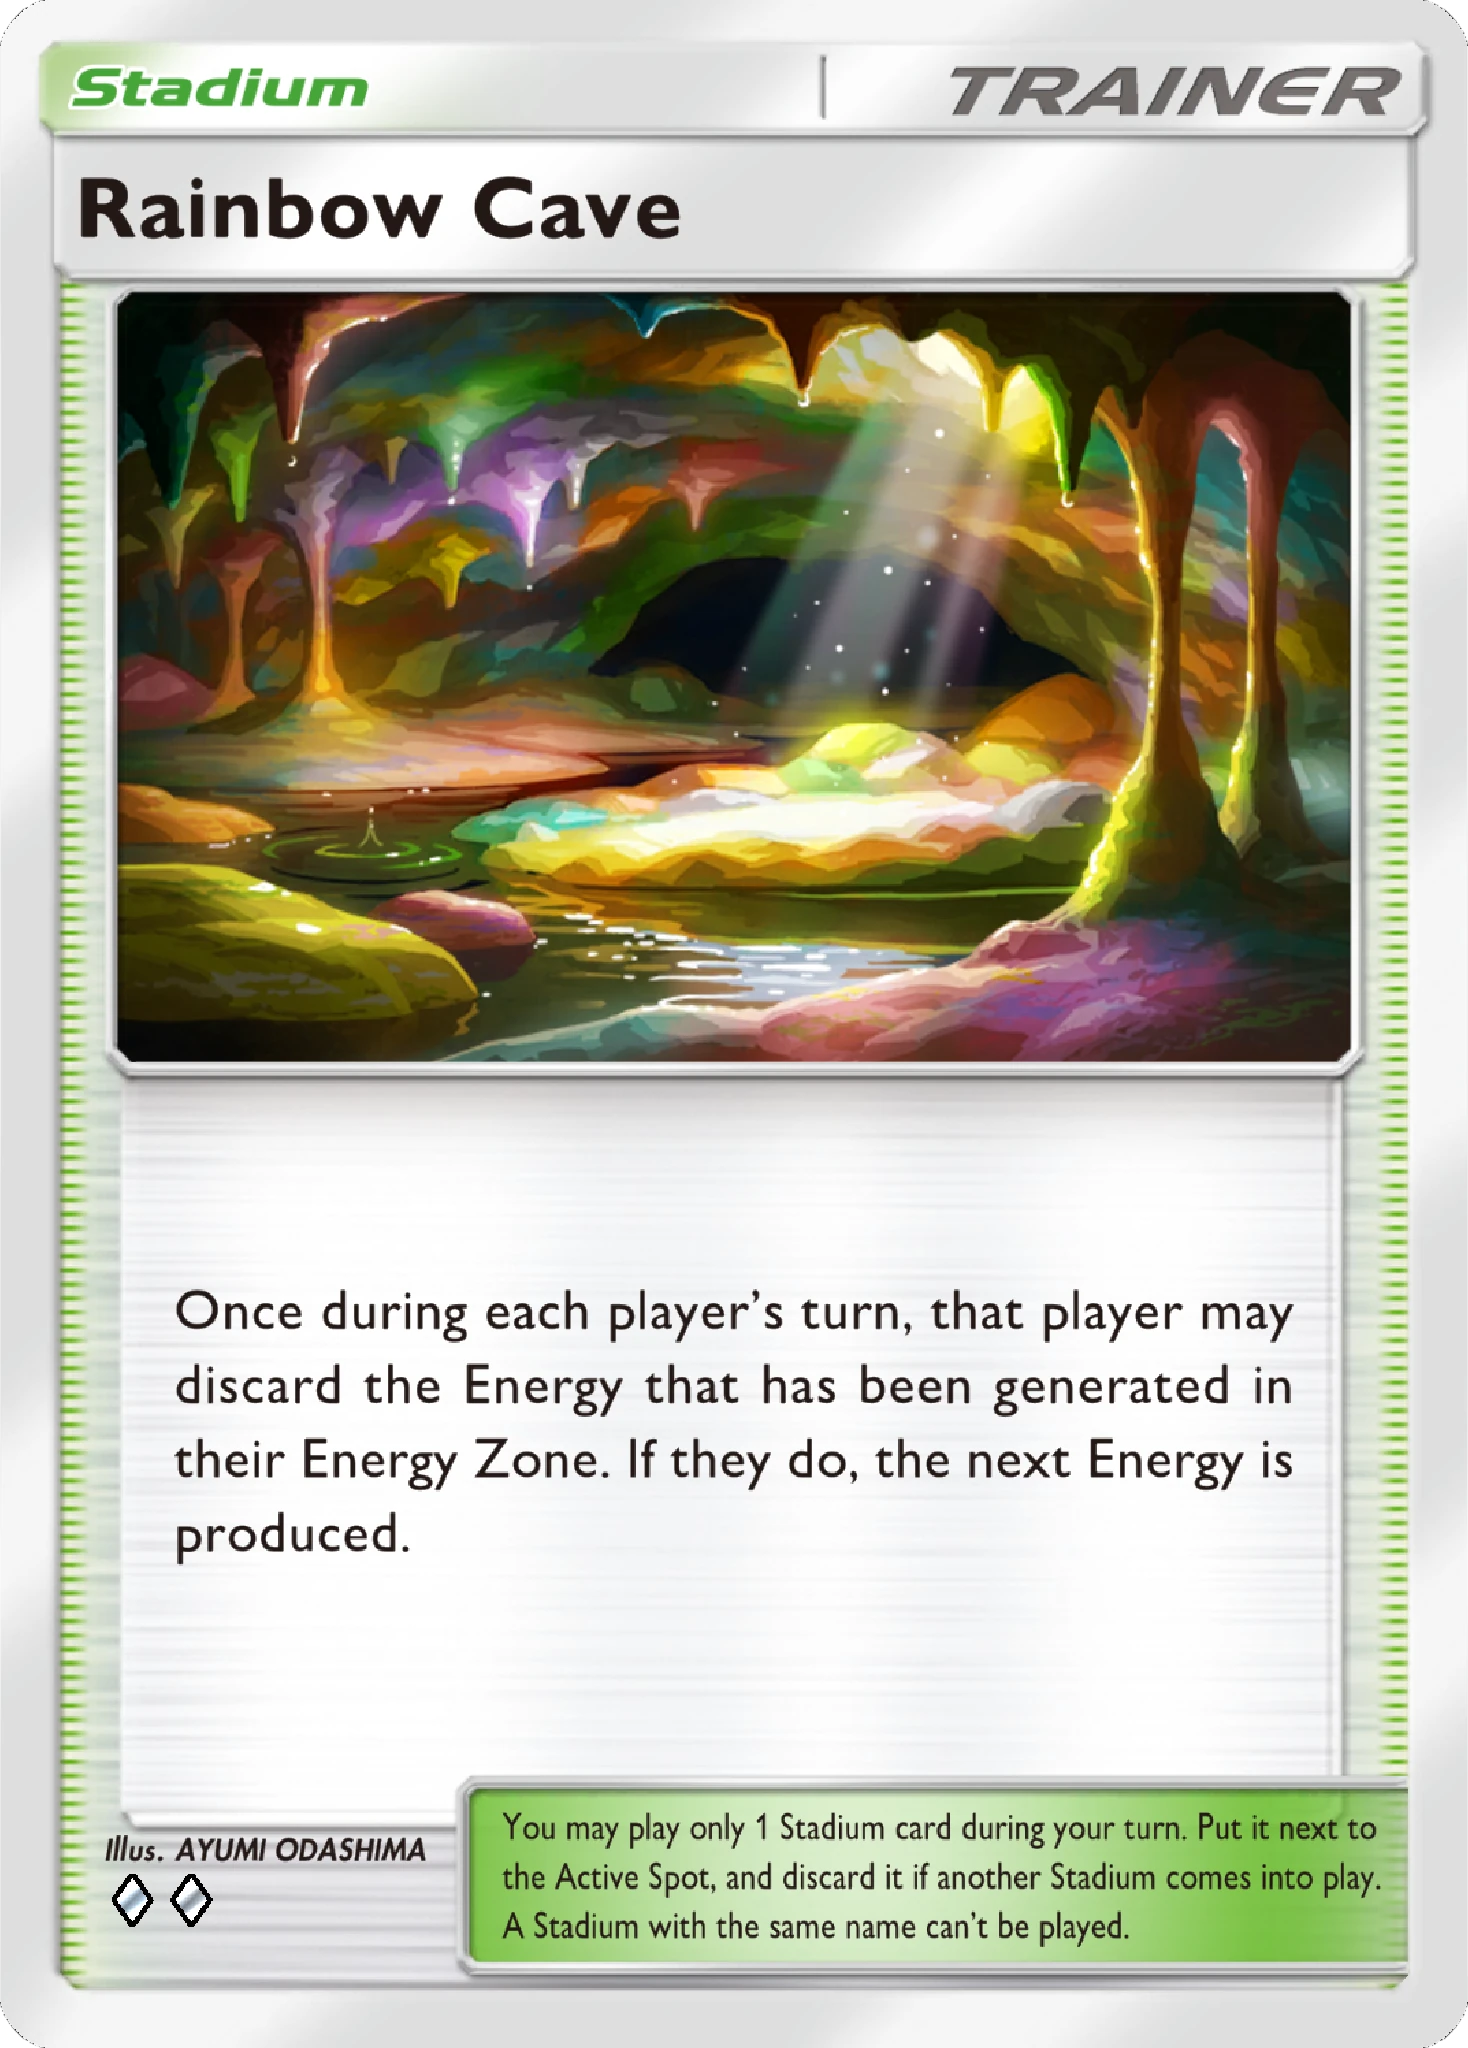 Stadium
TRAINER
Rainbow Cave
Once during each player's turn, that player may
discard the Energy that has been generated in
their Energy Zone. If they do, the next Energy is
produced.
Illus. AYUMI ODASHIMA
You may play only 1 Stadium card during your turn. Put it next to
the Active Spot, and discard it if another Stadium comes into play.
A Stadium with the same name can't be played.